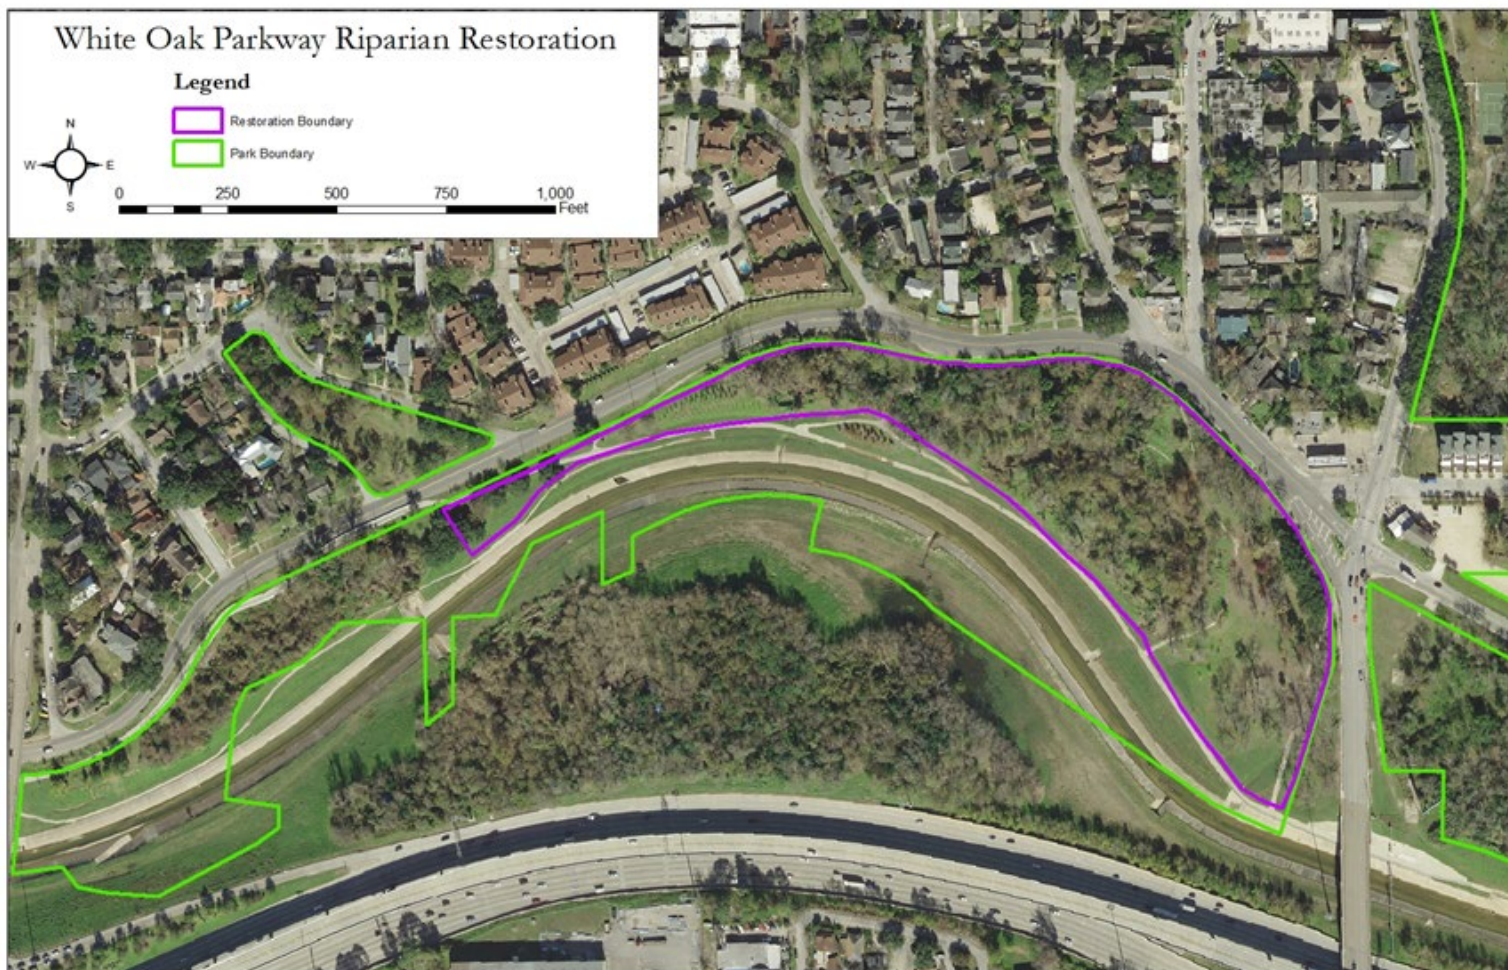 White Oak Parkway Riparian Restoration
Legend
Restoration Boundary
Park Boundary
N
W E
S
0 250 500 750 1,000
Feet